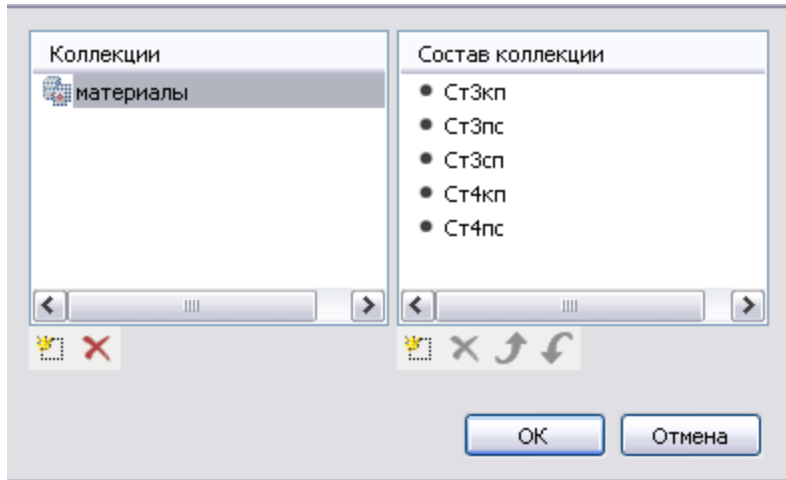 Коллекции
материалы
Состав коллекции
Ст3кп
Ст3пс
Ст3сп
Ст4кп
Ст4пс
ОК
Отмена